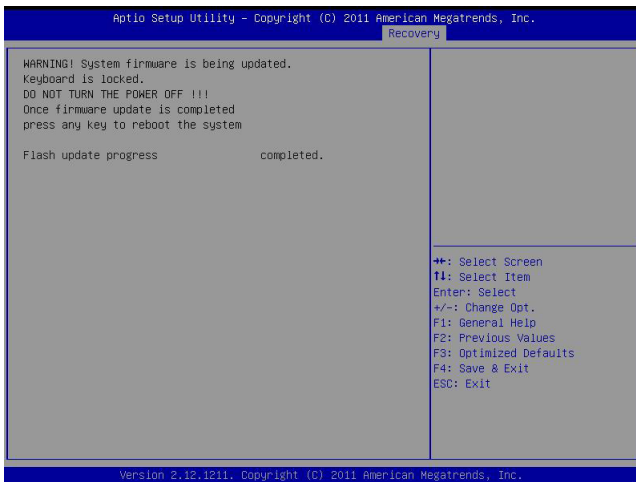 Aptio Setup Utility – Copyright (C) 2011 American Megatrends, Inc.
Recovery
WARNING! System firmware is being updated.
Keyboard is locked.
DO NOT TURN THE POWER OFF !!!
Once firmware update is completed
press any key to reboot the system
Flash update progress completed.
→←: Select Screen
↑↓: Select Item
Enter: Select
+/-: Change Opt.
F1: General Help
F2: Previous Values
F3: Optimized Defaults
F4: Save & Exit
ESC: Exit
Version 2.12.1211. Copyright (C) 2011 American Megatrends, Inc.